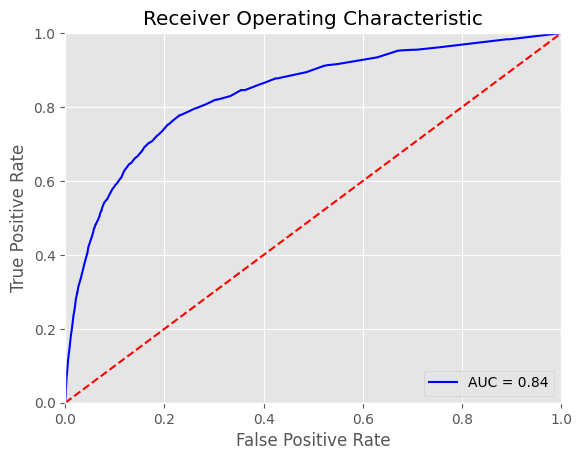 Receiver Operating Characteristic
True Positive Rate
1.0
0.8
0.6
0.4
0.2
0.0
AUC = 0.84
0.0 0.2 0.4 0.6 0.8 1.0
False Positive Rate